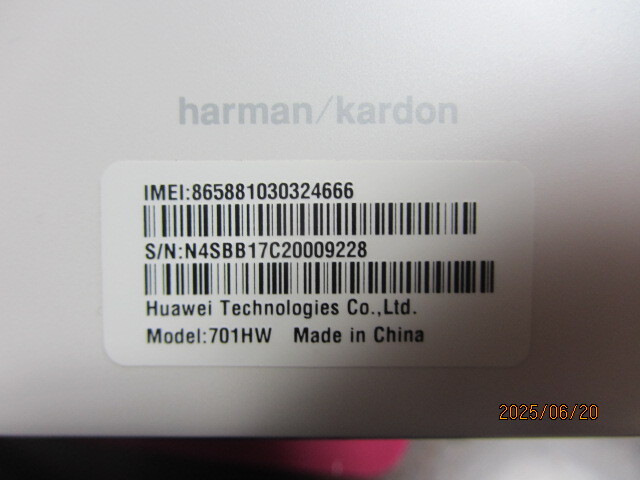 harman/kardon
IMEI:865881030324666
S/N:N4SBB17C20009228
Huawei Technologies Co.,Ltd.
Model:701HW Made in China
2025/06/20